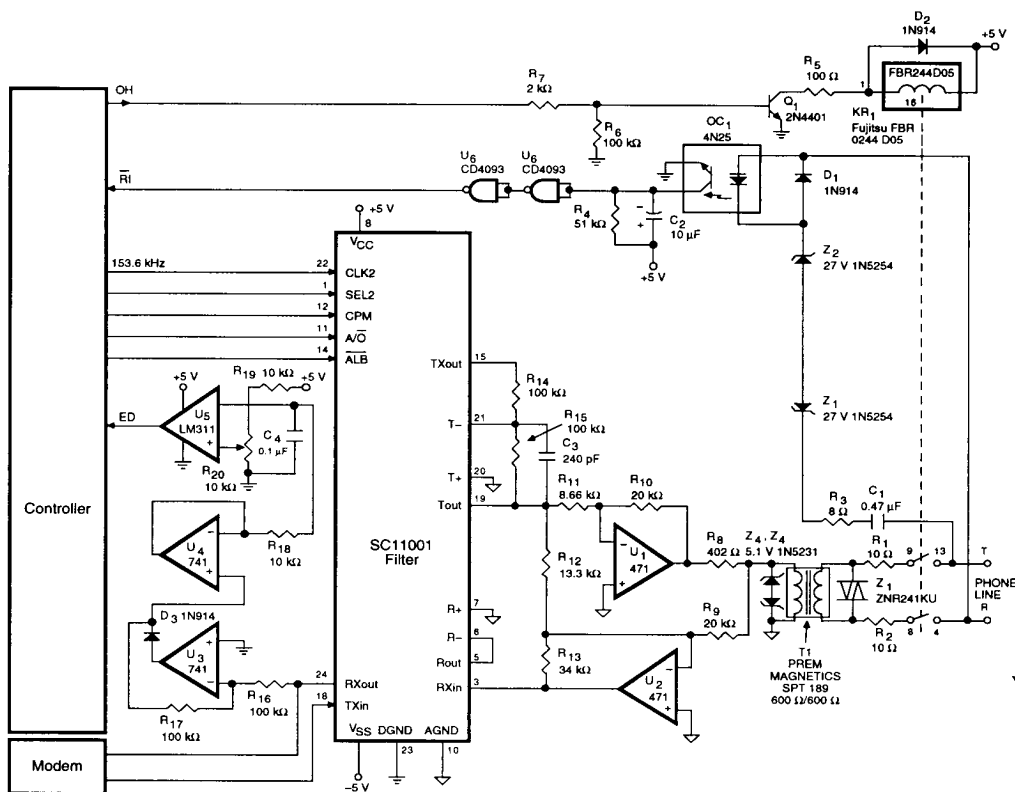 D2
1N914
+5 V
R5
100 Ω
FBR244D05
1
16
KR1
Fujitsu FBR
0244 D05
OH
R7
2 kΩ
Q1
2N4401
R6
100 kΩ
OC1
4N25
U6
CD4093
U6
CD4093
RI
D1
1N914
R4
51 kΩ
−
+
C2
10 µF
+5 V
Z2
27 V 1N5254
+5 V
8
VCC
153.6 kHz
22
CLK2
1
SEL2
12
CPM
11
A/O
14
ALB
15
TXout
R14
100 kΩ
R19
10 kΩ
+5 V
+5 V
ED
U5
LM311
+
C4
0.1 µF
R20
10 kΩ
21
T−
R15
100 kΩ
C3
240 pF
Z1
27 V 1N5254
20
T+
19
Tout
R11
8.66 kΩ
R10
20 kΩ
R3
8 Ω
C1
0.47 µF
Controller
SC11001
Filter
U4
741
−
+
R18
10 kΩ
R12
13.3 kΩ
U1
471
−
+
R8
402 Ω
Z4, Z4
5.1 V 1N5231
R1
10 Ω
9
13
T
PHONE
LINE
R
Z1
ZNR241KU
R2
10 Ω
8
4
D3 1N914
U3
741
+
−
7
R+
6
R−
5
Rout
R9
20 kΩ
R13
34 kΩ
U2
471
−
+
T1
PREM
MAGNETICS
SPT 189
600 Ω/600 Ω
24
RXout
18
TXin
3
RXin
R16
100 kΩ
R17
100 kΩ
VSS
DGND
AGND
23
10
−5 V
Modem